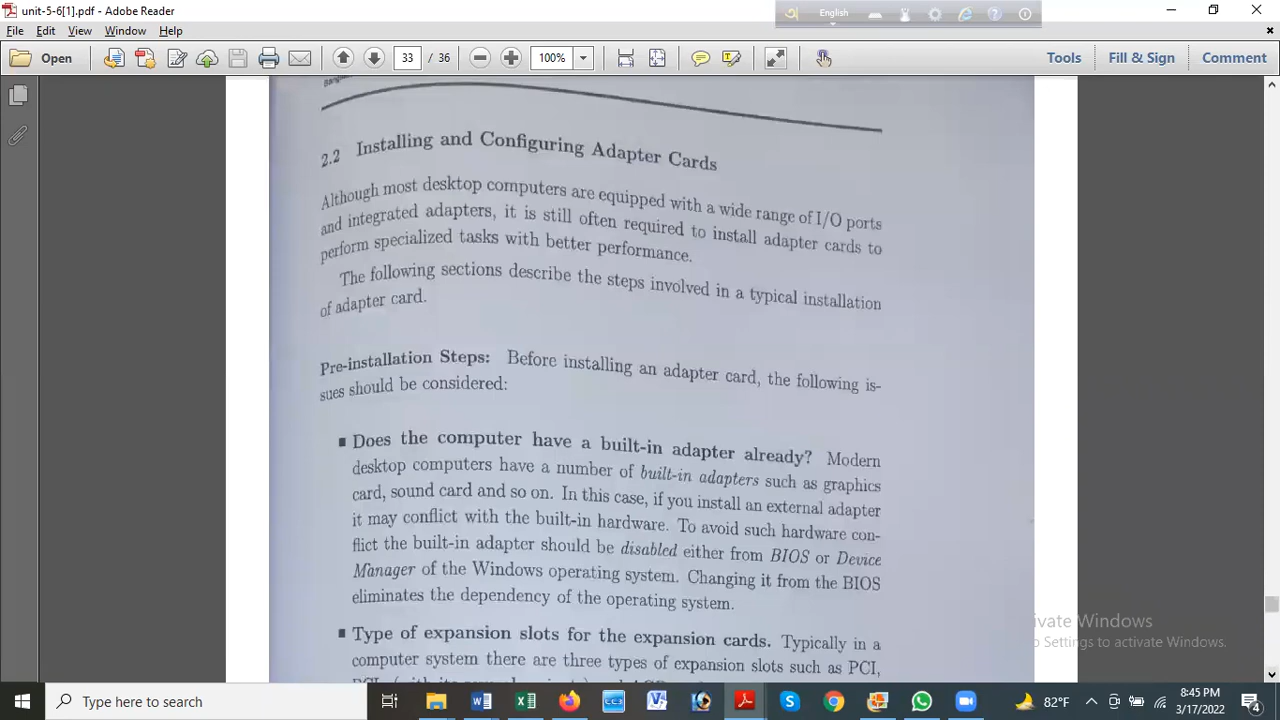 unit-5-6[1].pdf - Adobe Reader
English
File Edit View Window Help
Open
33 / 36
100%
Tools
Fill & Sign
Comment
2.2 Installing and Configuring Adapter Cards
Although most desktop computers are equipped with a wide range of I/O ports
and integrated adapters, it is still often required to install adapter cards to
perform specialized tasks with better performance.
The following sections describe the steps involved in a typical installation
of adapter card.
Pre-installation Steps: Before installing an adapter card, the following is-
sues should be considered:
■ Does the computer have a built-in adapter already? Modern
desktop computers have a number of built-in adapters such as graphics
card, sound card and so on. In this case, if you install an external adapter
it may conflict with the built-in hardware. To avoid such hardware con-
flict the built-in adapter should be disabled either from BIOS or Device
Manager of the Windows operating system. Changing it from the BIOS
eliminates the dependency of the operating system.
■ Type of expansion slots for the expansion cards. Typically in a
computer system there are three types of expansion slots such as PCI,
ivate Windows
Settings to activate Windows.
Type here to search
82°F
8:45 PM
3/17/2022
4